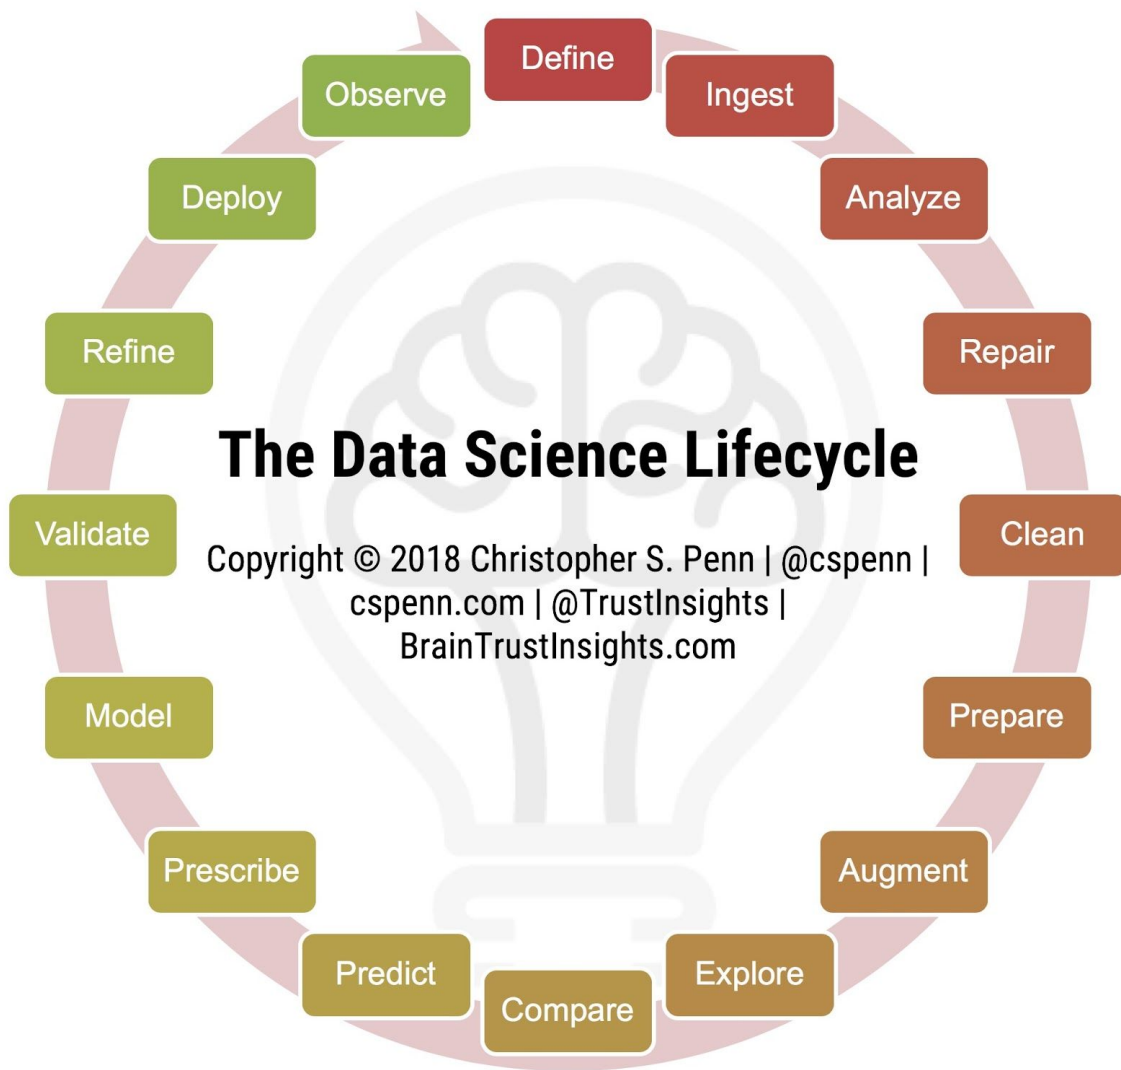 Define
Ingest
Analyze
Repair
Clean
Prepare
Augment
Explore
Compare
Predict
Prescribe
Model
Validate
Refine
Deploy
Observe
The Data Science Lifecycle
Copyright © 2018 Christopher S. Penn | @cspenn |
cspenn.com | @TrustInsights |
BrainTrustInsights.com